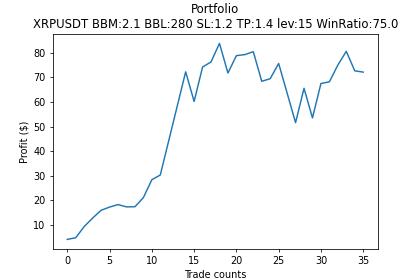 Portfolio
XRPUSDT BBM:2.1 BBL:280 SL:1.2 TP:1.4 lev:15 WinRatio:75.0
80
70
60
50
40
30
20
10
Profit ($)
0 5 10 15 20 25 30 35
Trade counts